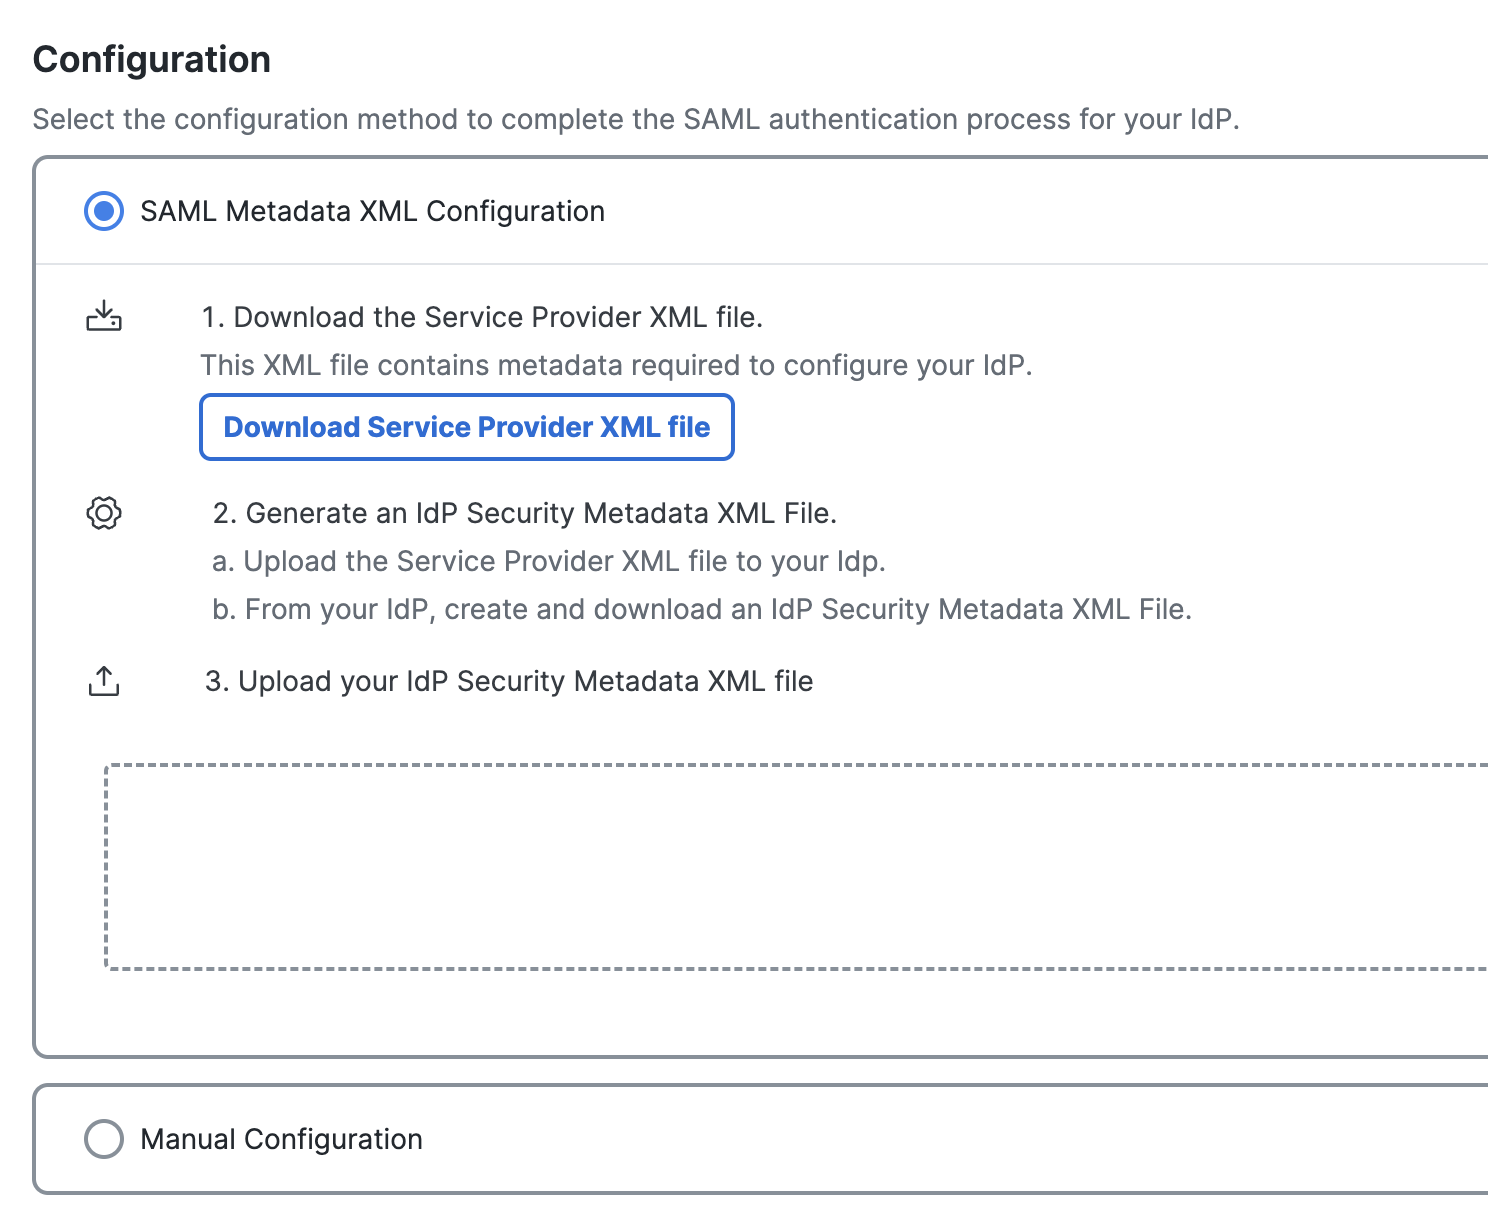 Configuration
Select the configuration method to complete the SAML authentication process for your IdP.
SAML Metadata XML Configuration
1. Download the Service Provider XML file.
This XML file contains metadata required to configure your IdP.
Download Service Provider XML file
2. Generate an IdP Security Metadata XML File.
a. Upload the Service Provider XML file to your Idp.
b. From your IdP, create and download an IdP Security Metadata XML File.
3. Upload your IdP Security Metadata XML file
Manual Configuration